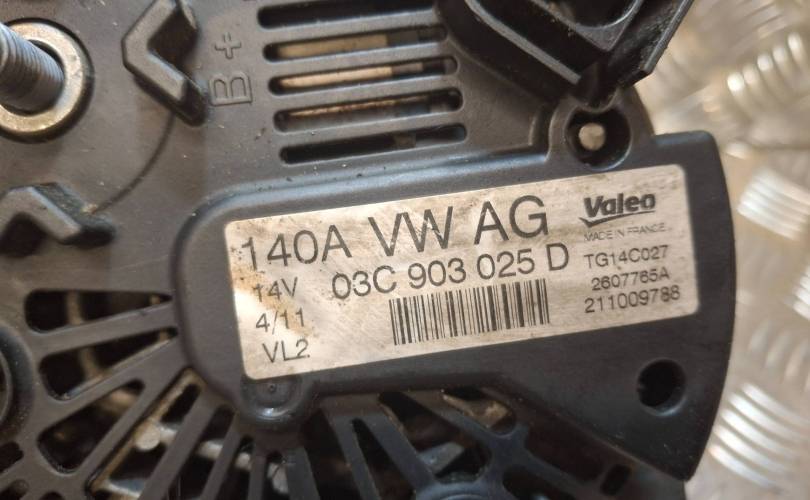 B+
140A VW AG
14V 03C 903 025 D
4/11
VL2
Valeo
MADE IN FRANCE
TG14C027
2607765A
211009788